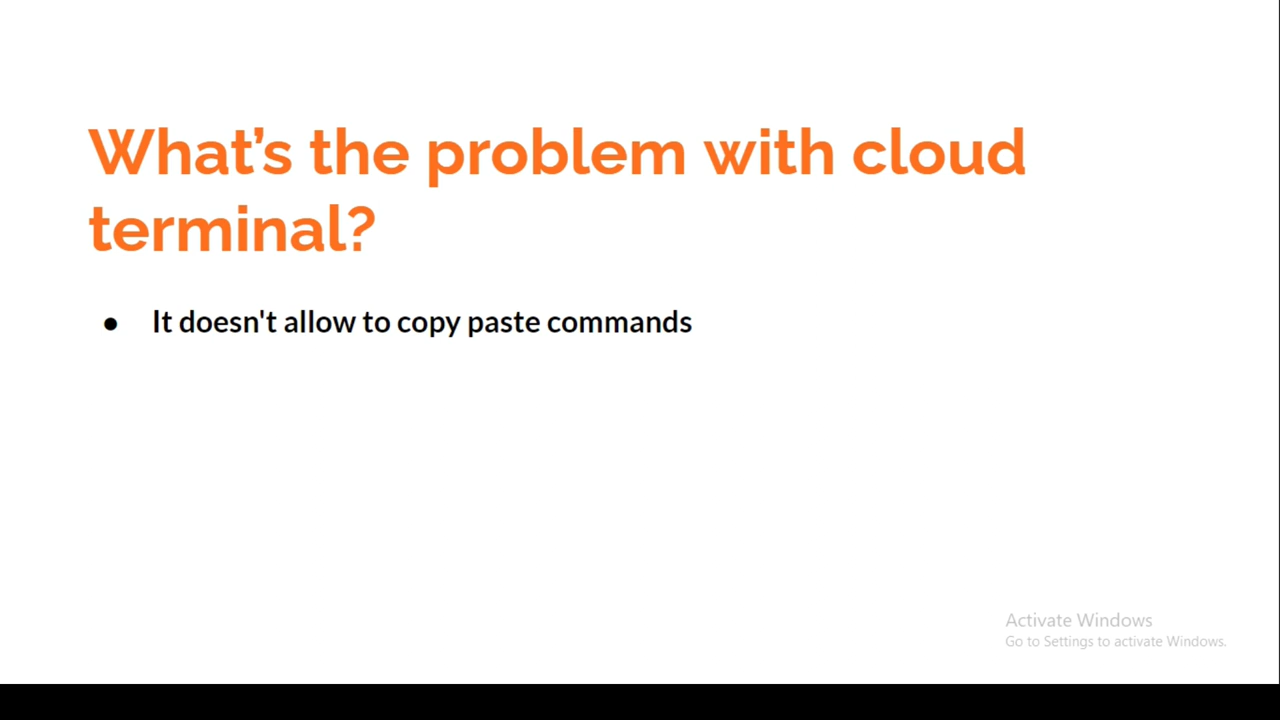 What’s the problem with cloud
terminal?
● It doesn't allow to copy paste commands
Activate Windows
Go to Settings to activate Windows.